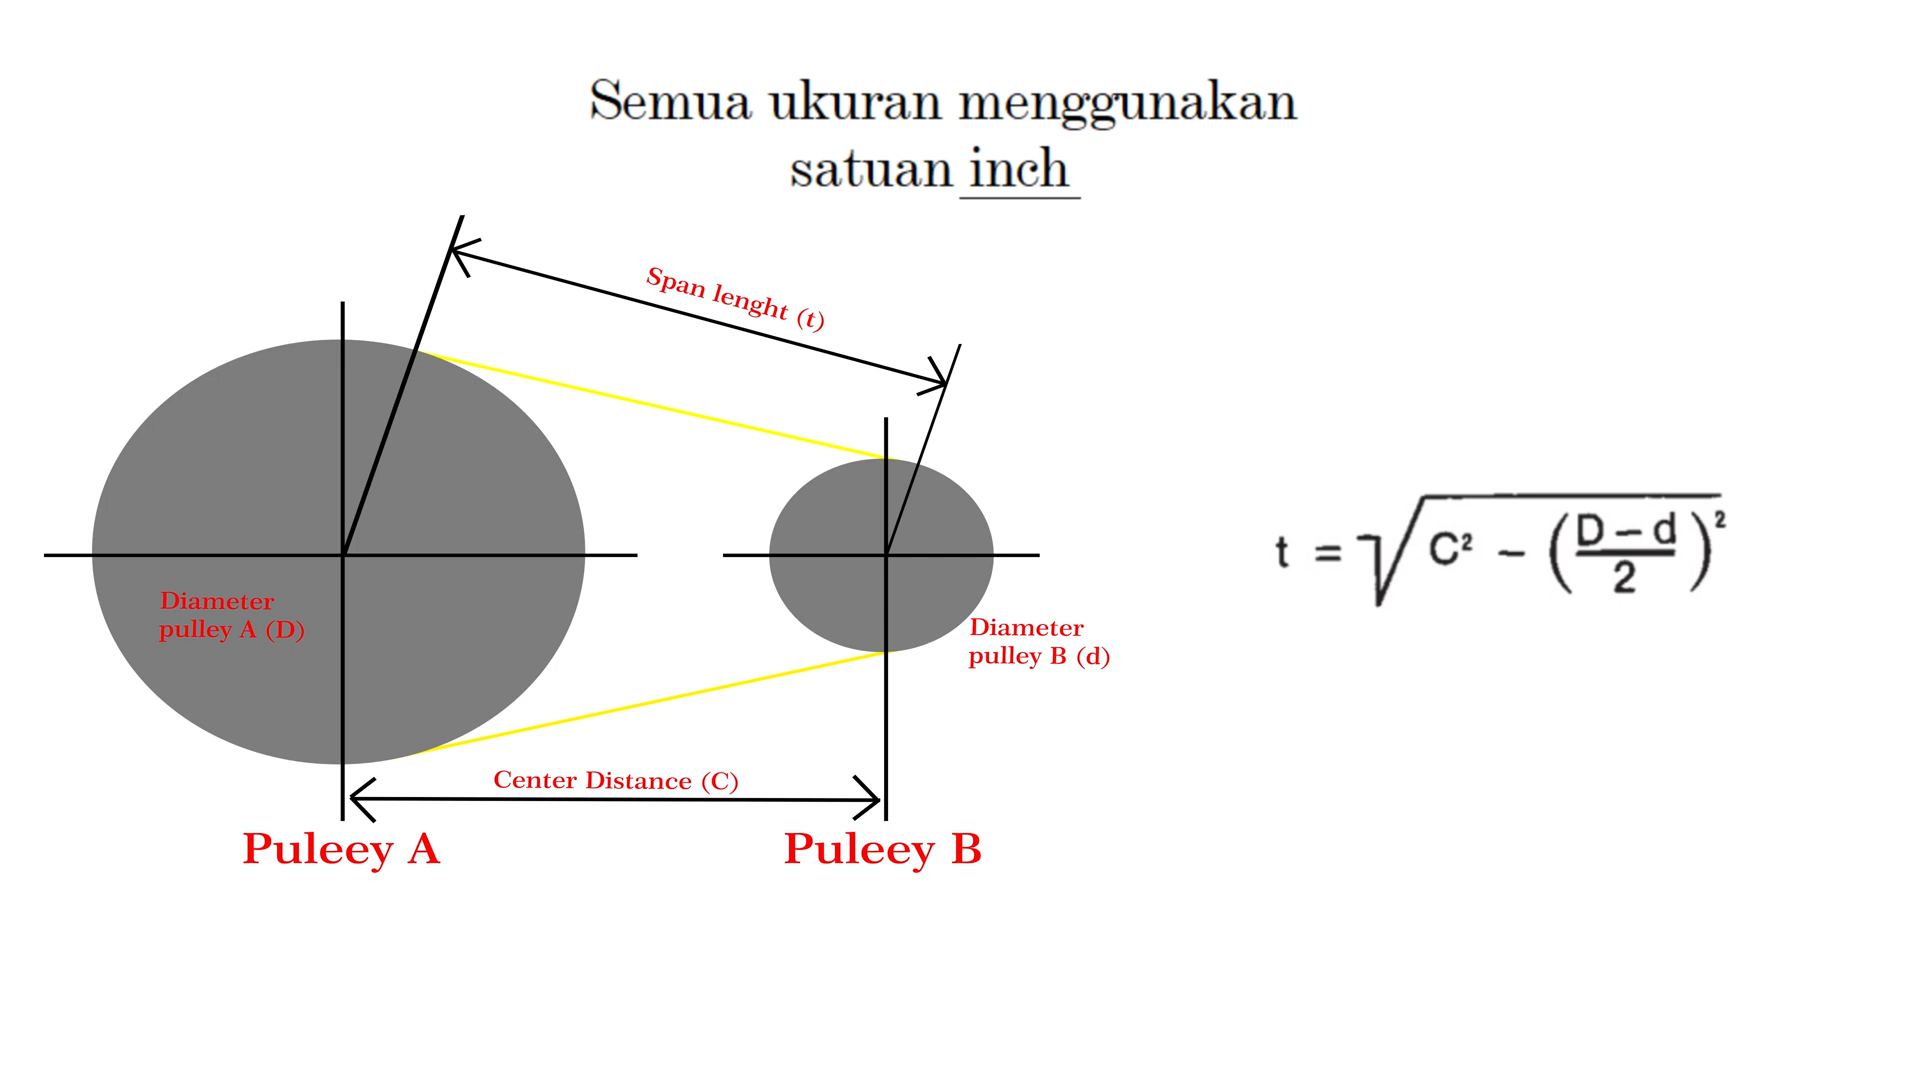 Semua ukuran menggunakan
satuan inch
Span lenght (t)
Diameter
pulley A (D)
Diameter
pulley B (d)
t = √(C² − ((D − d)/2)²)
Center Distance (C)
Puleey A
Puleey B